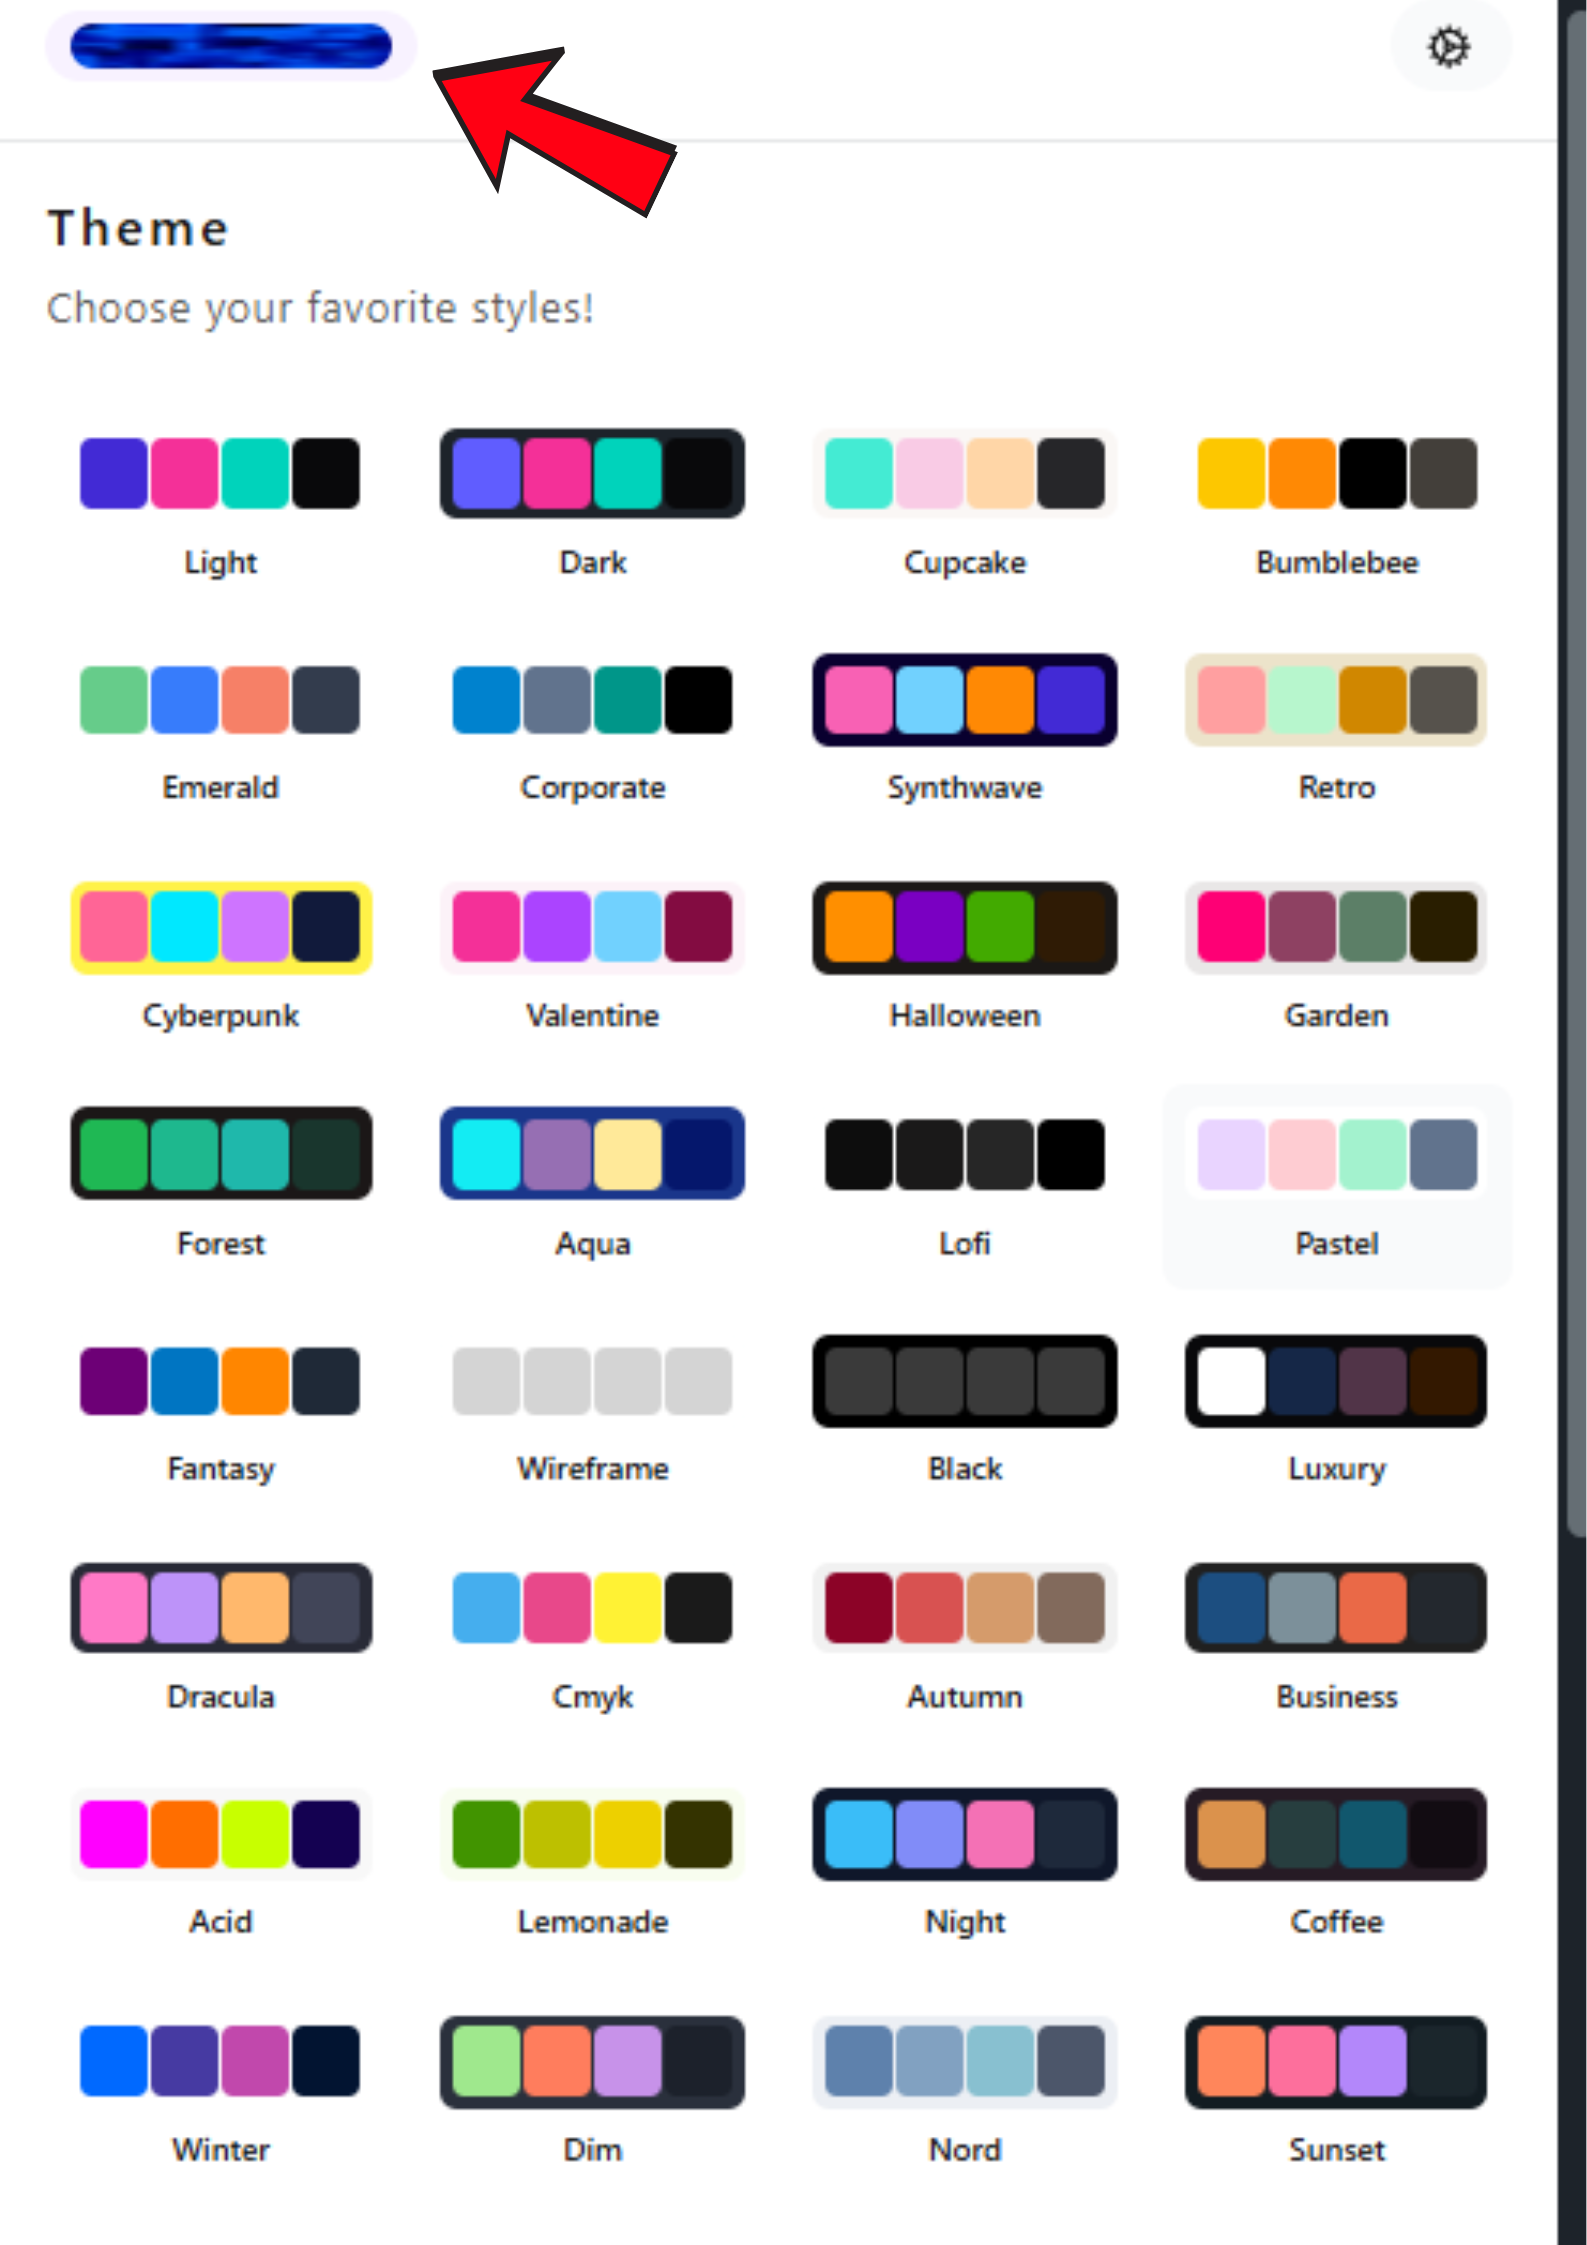 Theme
Choose your favorite styles!
Light
Dark
Cupcake
Bumblebee
Emerald
Corporate
Synthwave
Retro
Cyberpunk
Valentine
Halloween
Garden
Forest
Aqua
Lofi
Pastel
Fantasy
Wireframe
Black
Luxury
Dracula
Cmyk
Autumn
Business
Acid
Lemonade
Night
Coffee
Winter
Dim
Nord
Sunset